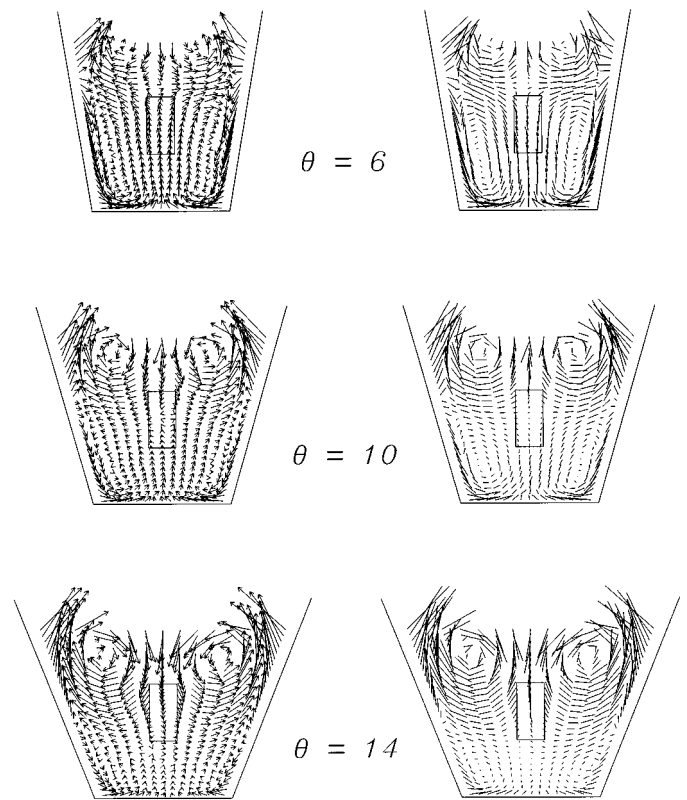 θ = 6
θ = 10
θ = 14